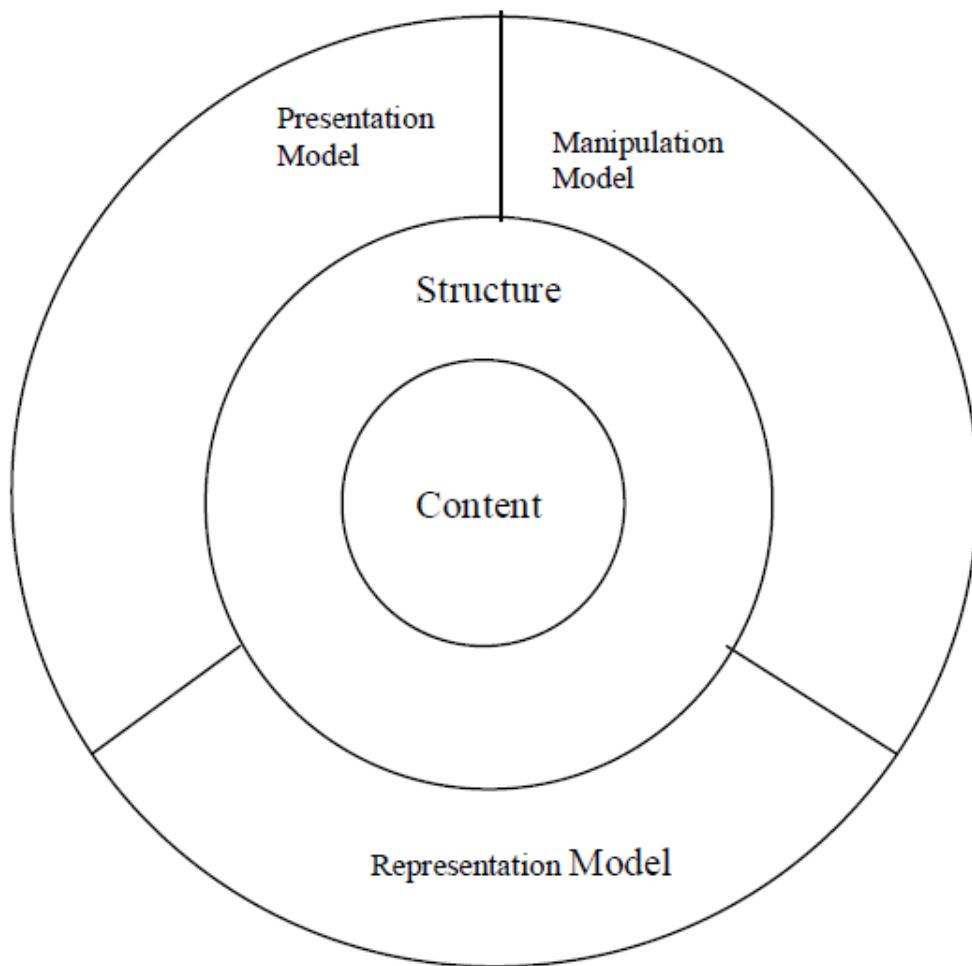 Presentation
Model
Manipulation
Model
Structure
Content
Representation Model